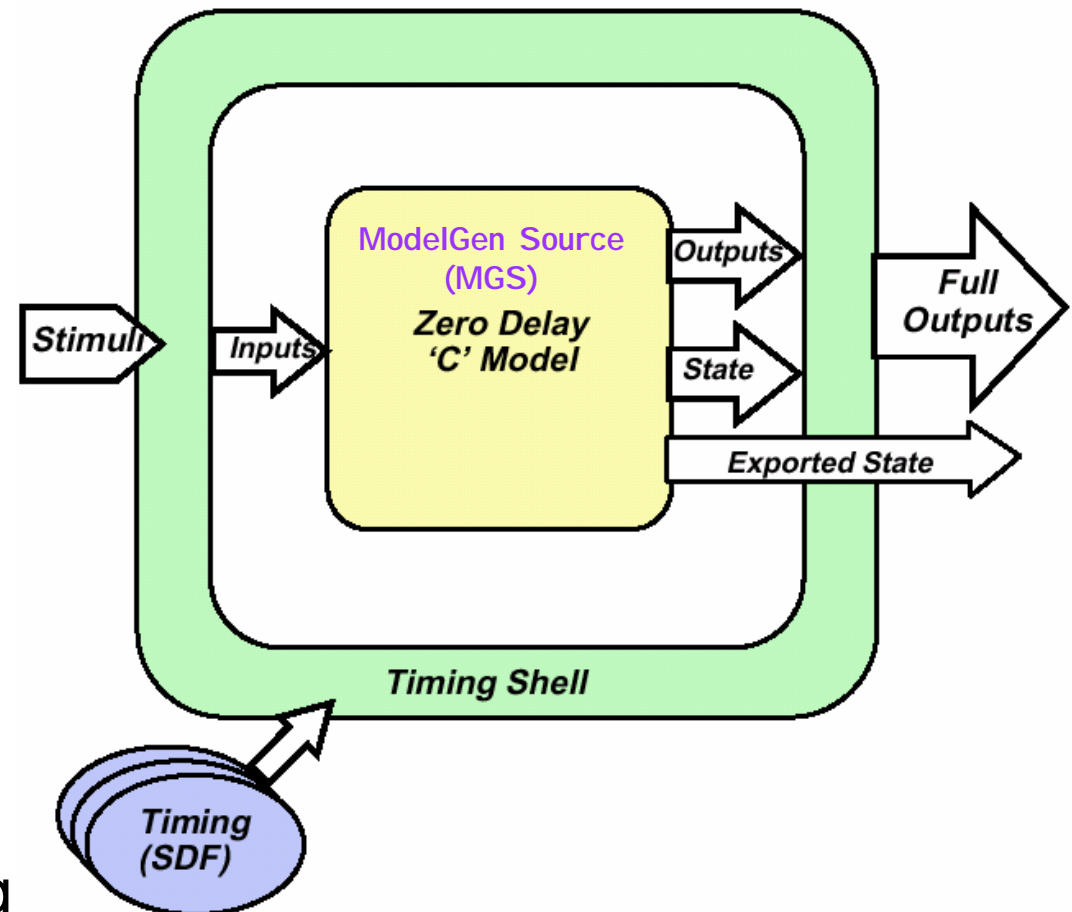 ModelGen Source
(MGS)
Zero Delay
‘C’ Model
Stimuli
Inputs
Outputs
State
Exported State
Full
Outputs
Timing Shell
Timing
(SDF)
g